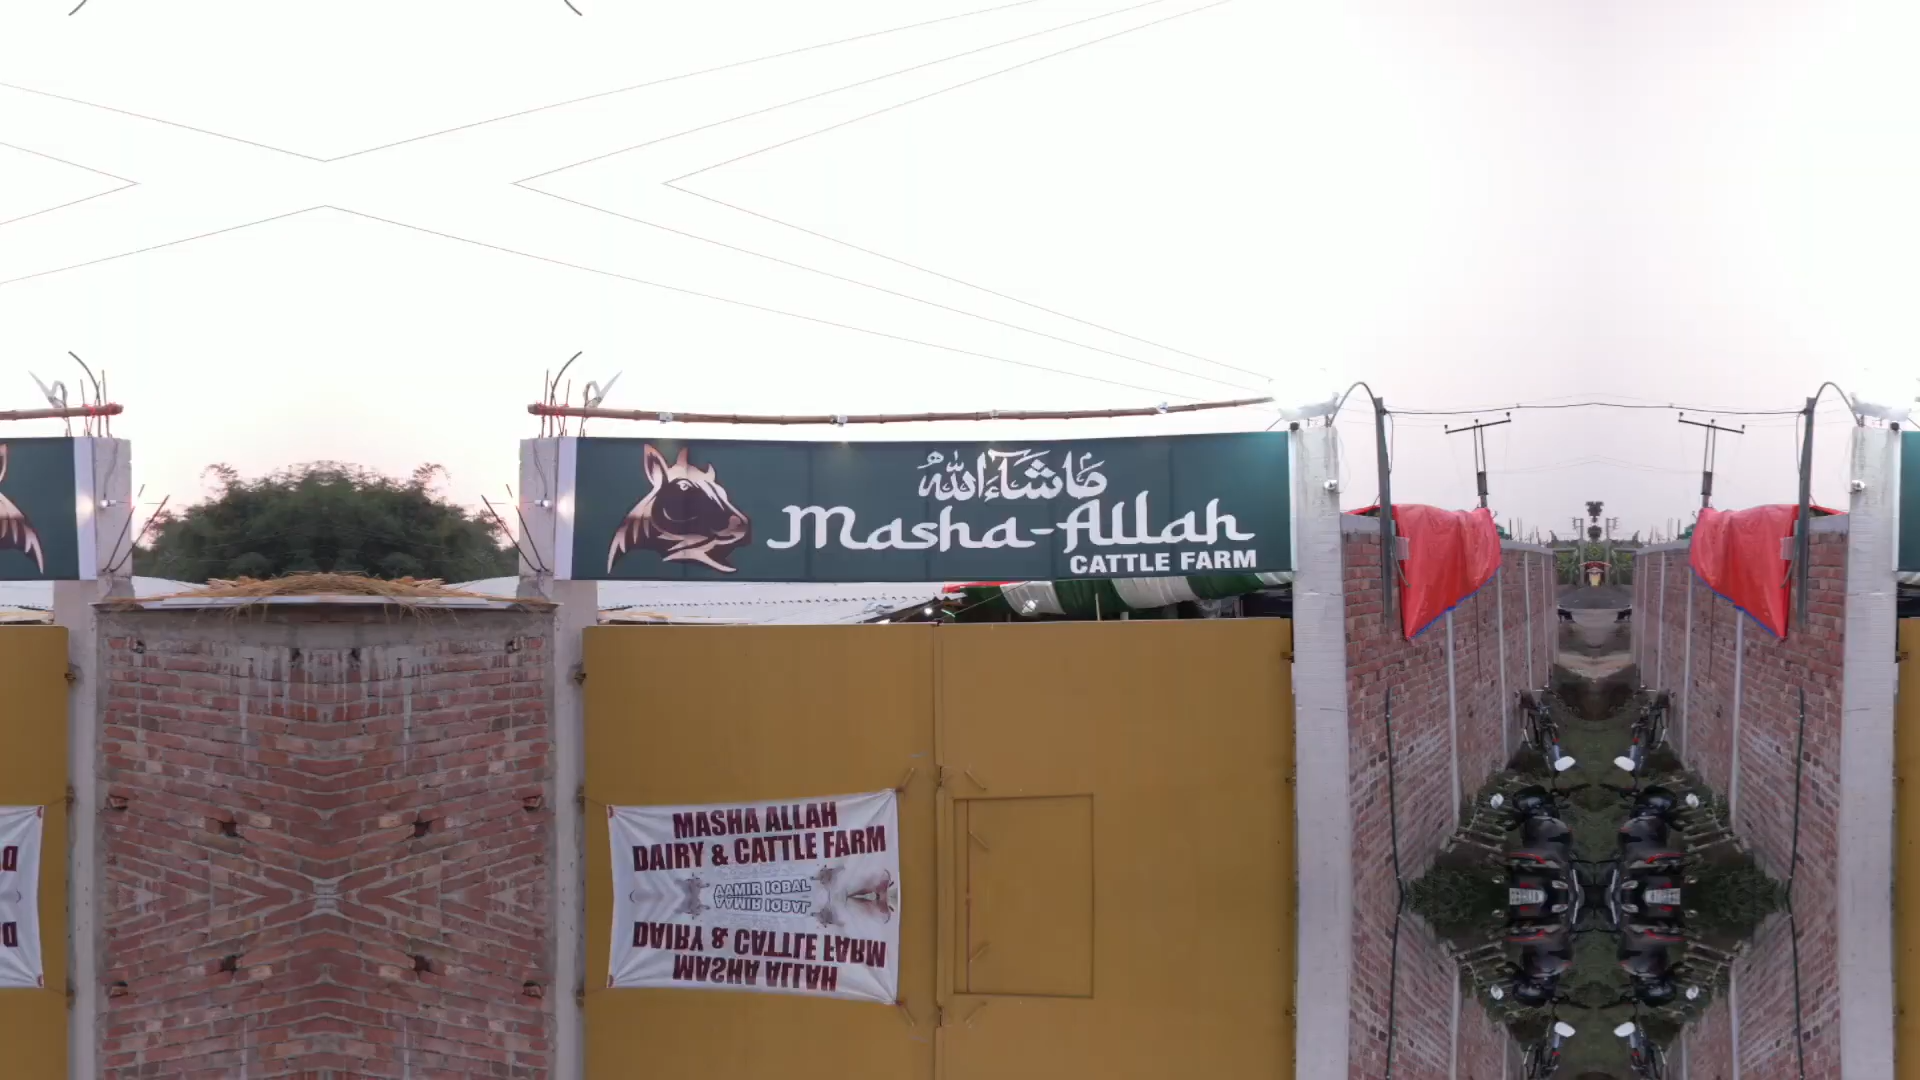 ماشاءالله
Masha-Allah
CATTLE FARM
MASHA ALLAH
DAIRY & CATTLE FARM
AAMIR IQBAL
AAMIR IQBAL
DAIRY & CATTLE FARM
MASHA ALLAH